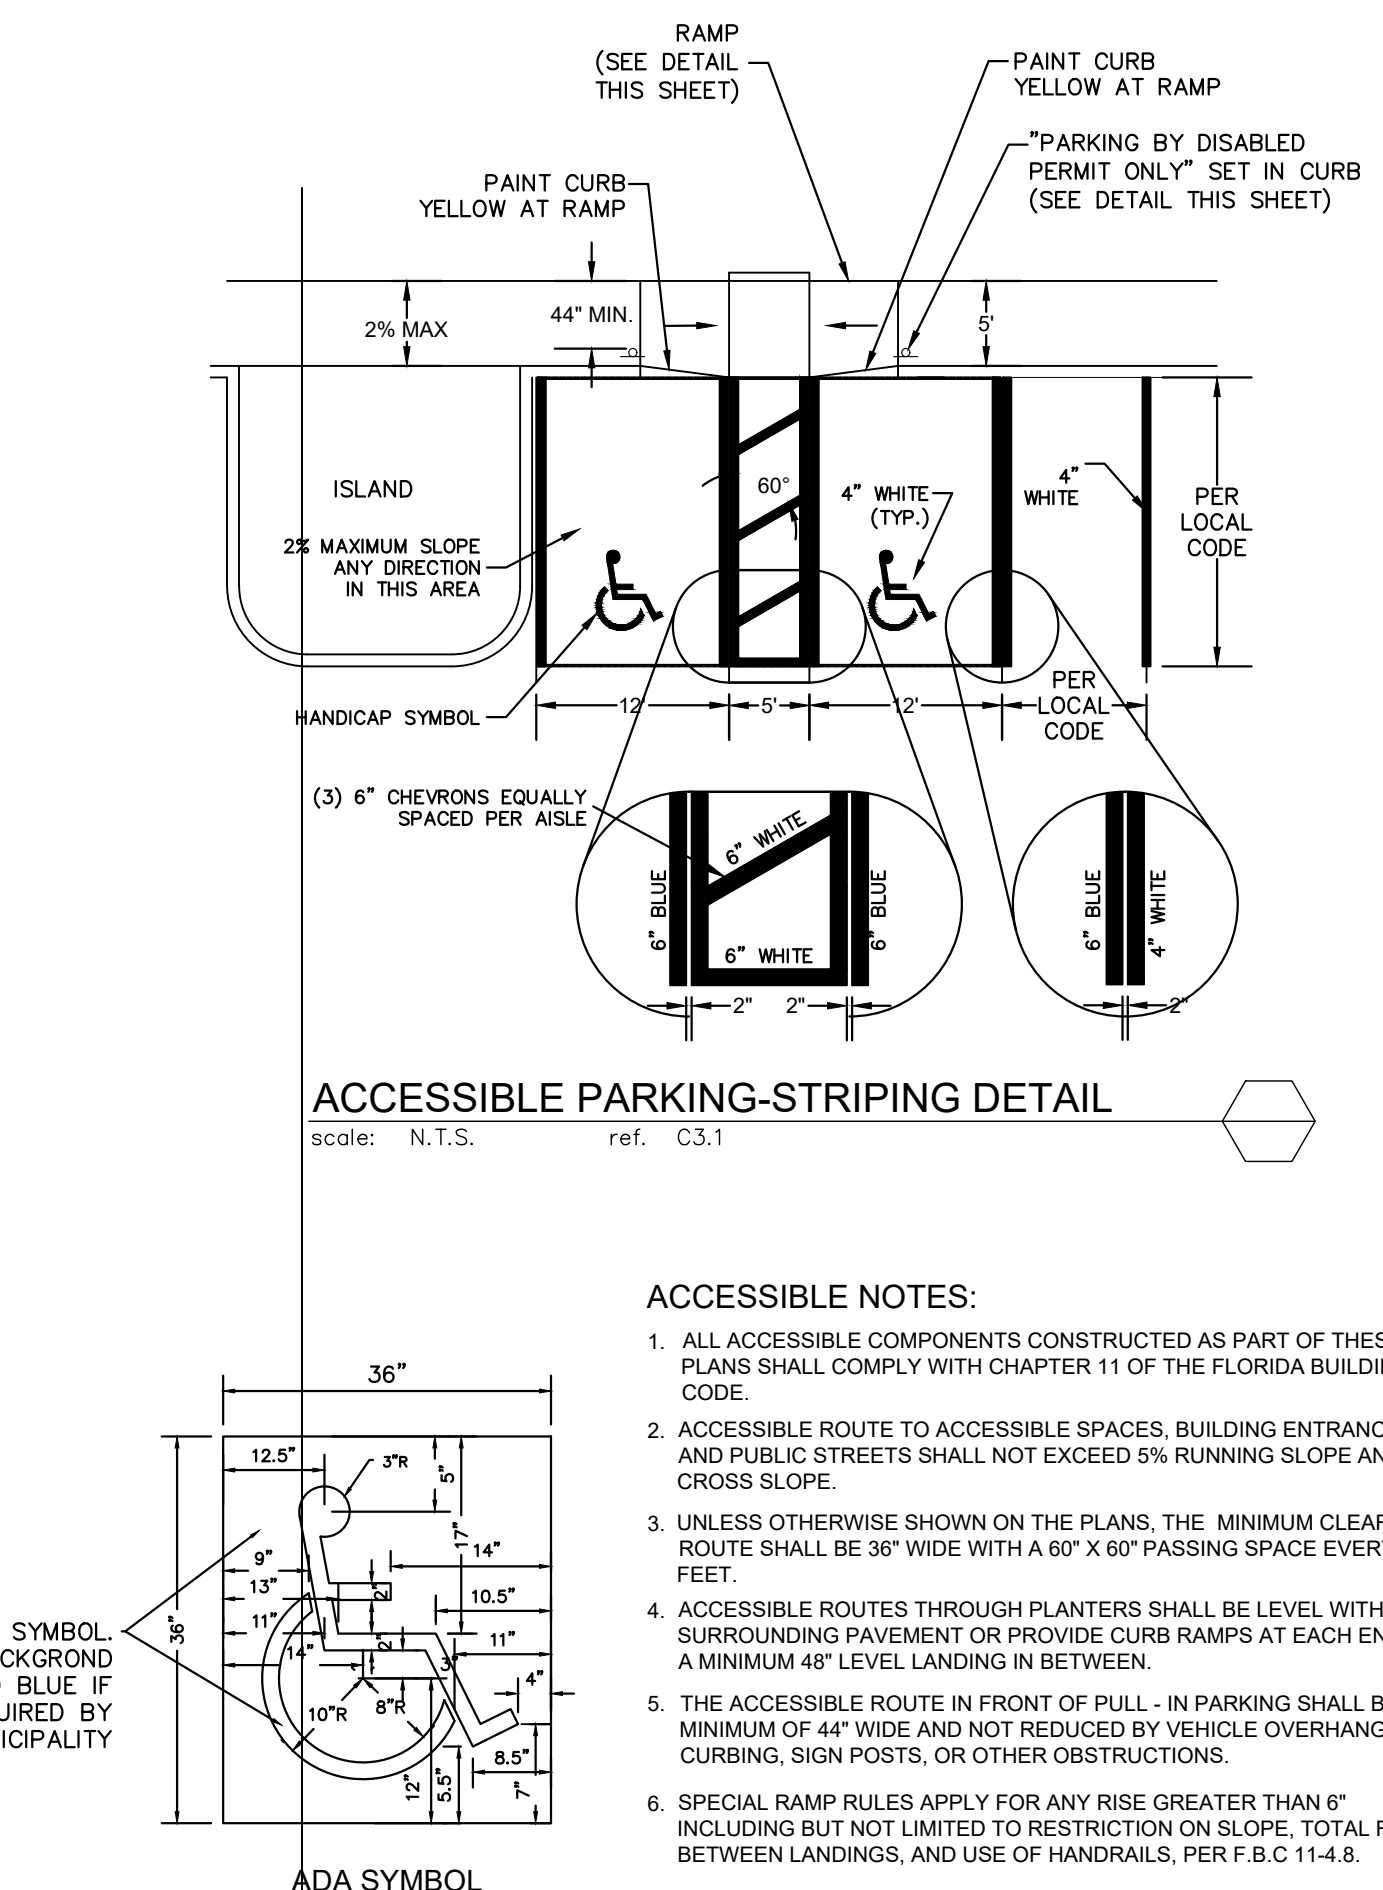 RAMP
(SEE DETAIL
THIS SHEET)
PAINT CURB
YELLOW AT RAMP
"PARKING BY DISABLED
PERMIT ONLY" SET IN CURB
(SEE DETAIL THIS SHEET)
PAINT CURB
YELLOW AT RAMP
44" MIN.
2% MAX
5'
ISLAND
2% MAXIMUM SLOPE
ANY DIRECTION
IN THIS AREA
60°
4" WHITE
(TYP.)
4"
WHITE
PER
LOCAL
CODE
HANDICAP SYMBOL
12'
5'
12'
PER
LOCAL
CODE
(3) 6" CHEVRONS EQUALLY
SPACED PER AISLE
6" BLUE
6" WHITE
6" WHITE
6" BLUE
2"
2"
6" BLUE
4" WHITE
2"
ACCESSIBLE PARKING-STRIPING DETAIL
scale: N.T.S. ref. C3.1
36"
36"
12.5"
3"R
5"
17"
9"
14"
13"
2"
10.5"
11"
2"
11"
14"
3"
4"
10"R
8"R
8.5"
12"
5.5"
7"
SYMBOL.
CKGROND
BLUE IF
UIRED BY
ICIPALITY
ADA SYMBOL
ACCESSIBLE NOTES:
1. ALL ACCESSIBLE COMPONENTS CONSTRUCTED AS PART OF THES
PLANS SHALL COMPLY WITH CHAPTER 11 OF THE FLORIDA BUILDI
CODE.
2. ACCESSIBLE ROUTE TO ACCESSIBLE SPACES, BUILDING ENTRANC
AND PUBLIC STREETS SHALL NOT EXCEED 5% RUNNING SLOPE AN
CROSS SLOPE.
3. UNLESS OTHERWISE SHOWN ON THE PLANS, THE MINIMUM CLEAR
ROUTE SHALL BE 36" WIDE WITH A 60" X 60" PASSING SPACE EVERY
FEET.
4. ACCESSIBLE ROUTES THROUGH PLANTERS SHALL BE LEVEL WITH
SURROUNDING PAVEMENT OR PROVIDE CURB RAMPS AT EACH EN
A MINIMUM 48" LEVEL LANDING IN BETWEEN.
5. THE ACCESSIBLE ROUTE IN FRONT OF PULL - IN PARKING SHALL B
MINIMUM OF 44" WIDE AND NOT REDUCED BY VEHICLE OVERHANG
CURBING, SIGN POSTS, OR OTHER OBSTRUCTIONS.
6. SPECIAL RAMP RULES APPLY FOR ANY RISE GREATER THAN 6"
INCLUDING BUT NOT LIMITED TO RESTRICTION ON SLOPE, TOTAL R
BETWEEN LANDINGS, AND USE OF HANDRAILS, PER F.B.C 11-4.8.